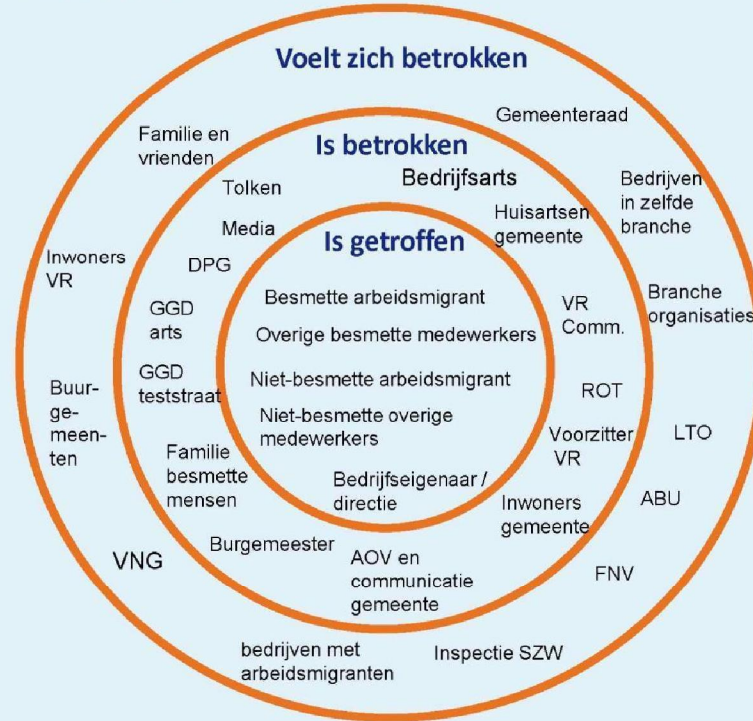 Voelt zich betrokken
Gemeenteraad
Familie en
vrienden
Bedrijven
in zelfde
branche
Inwoners
VR
Branche
organisaties
Buur-
ge-
meen-
ten
LTO
ABU
VNG
FNV
bedrijven met
arbeidsmigranten
Inspectie SZW
Is betrokken
Tolken
Bedrijfsarts
Media
Huisartsen
gemeente
DPG
GGD
arts
VR
Comm.
GGD
teststraat
ROT
Familie
besmette
mensen
Voorzitter
VR
Inwoners
gemeente
Burgemeester
AOV en
communicatie
gemeente
Is getroffen
Besmette arbeidsmigrant
Overige besmette medewerkers
Niet-besmette arbeidsmigrant
Niet-besmette overige
medewerkers
Bedrijfseigenaar /
directie